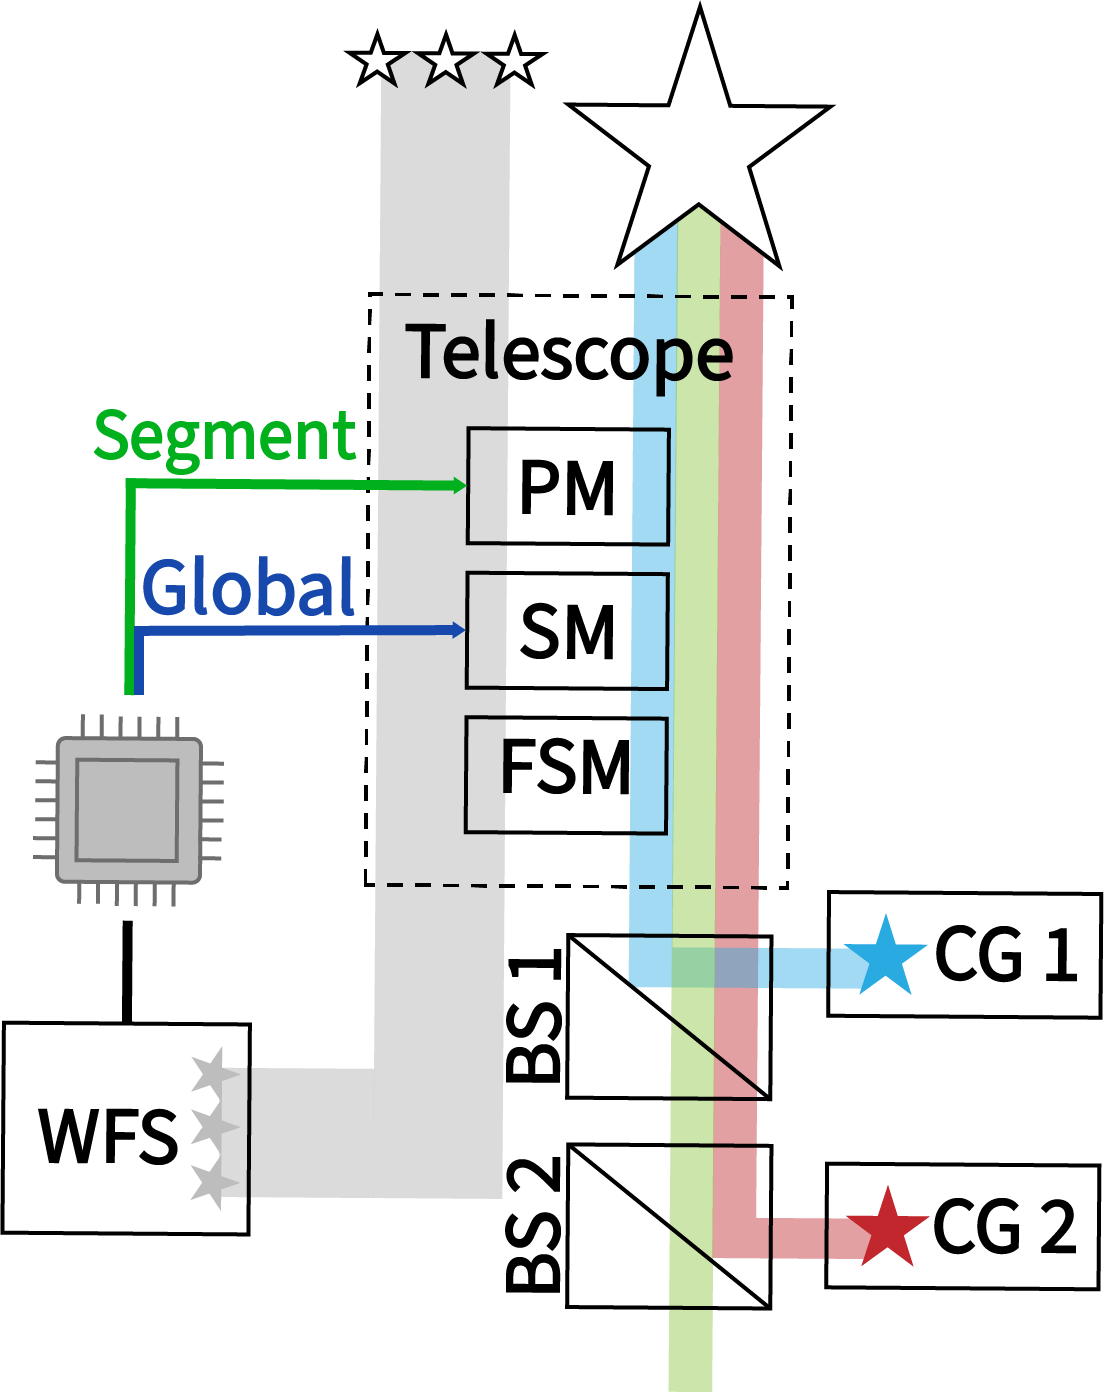 Telescope
Segment
PM
Global
SM
FSM
BS 1
CG 1
WFS
BS 2
CG 2